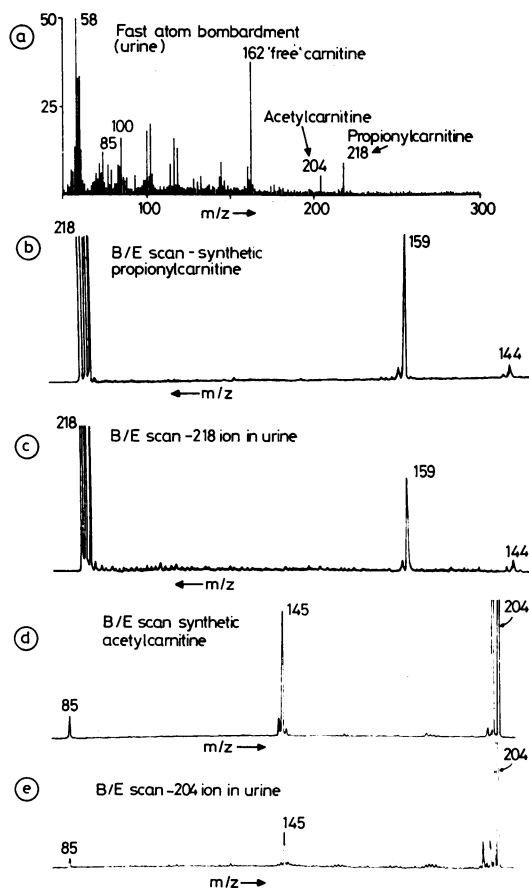 a
50
25
58
Fast atom bombardment
(urine)
162 'free' carnitine
85
100
Acetylcarnitine
204
Propionylcarnitine
218
100
200
300
m/z →
b
218
B/E scan - synthetic
propionylcarnitine
159
144
← m/z
c
218
B/E scan - 218 ion in urine
159
144
← m/z
d
B/E scan synthetic
acetylcarnitine
145
204
85
m/z →
e
204
B/E scan - 204 ion in urine
145
85
m/z →